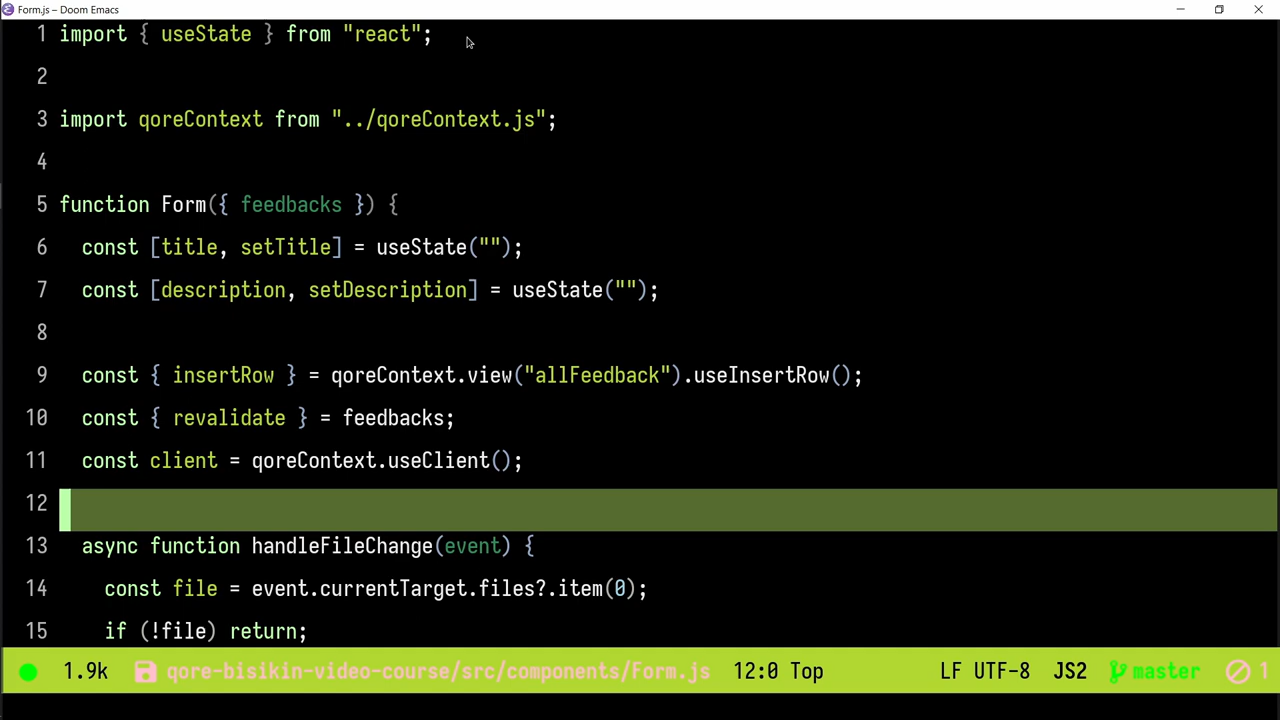 Form.js – Doom Emacs
1 import { useState } from "react";
2
3 import qoreContext from "../qoreContext.js";
4
5 function Form({ feedbacks }) {
6 const [title, setTitle] = useState("");
7 const [description, setDescription] = useState("");
8
9 const { insertRow } = qoreContext.view("allFeedback").useInsertRow();
10 const { revalidate } = feedbacks;
11 const client = qoreContext.useClient();
12
13 async function handleFileChange(event) {
14 const file = event.currentTarget.files?.item(0);
15 if (!file) return;
1.9k qore-bisikin-video-course/src/components/Form.js 12:0 Top LF UTF-8 JS2 master 1